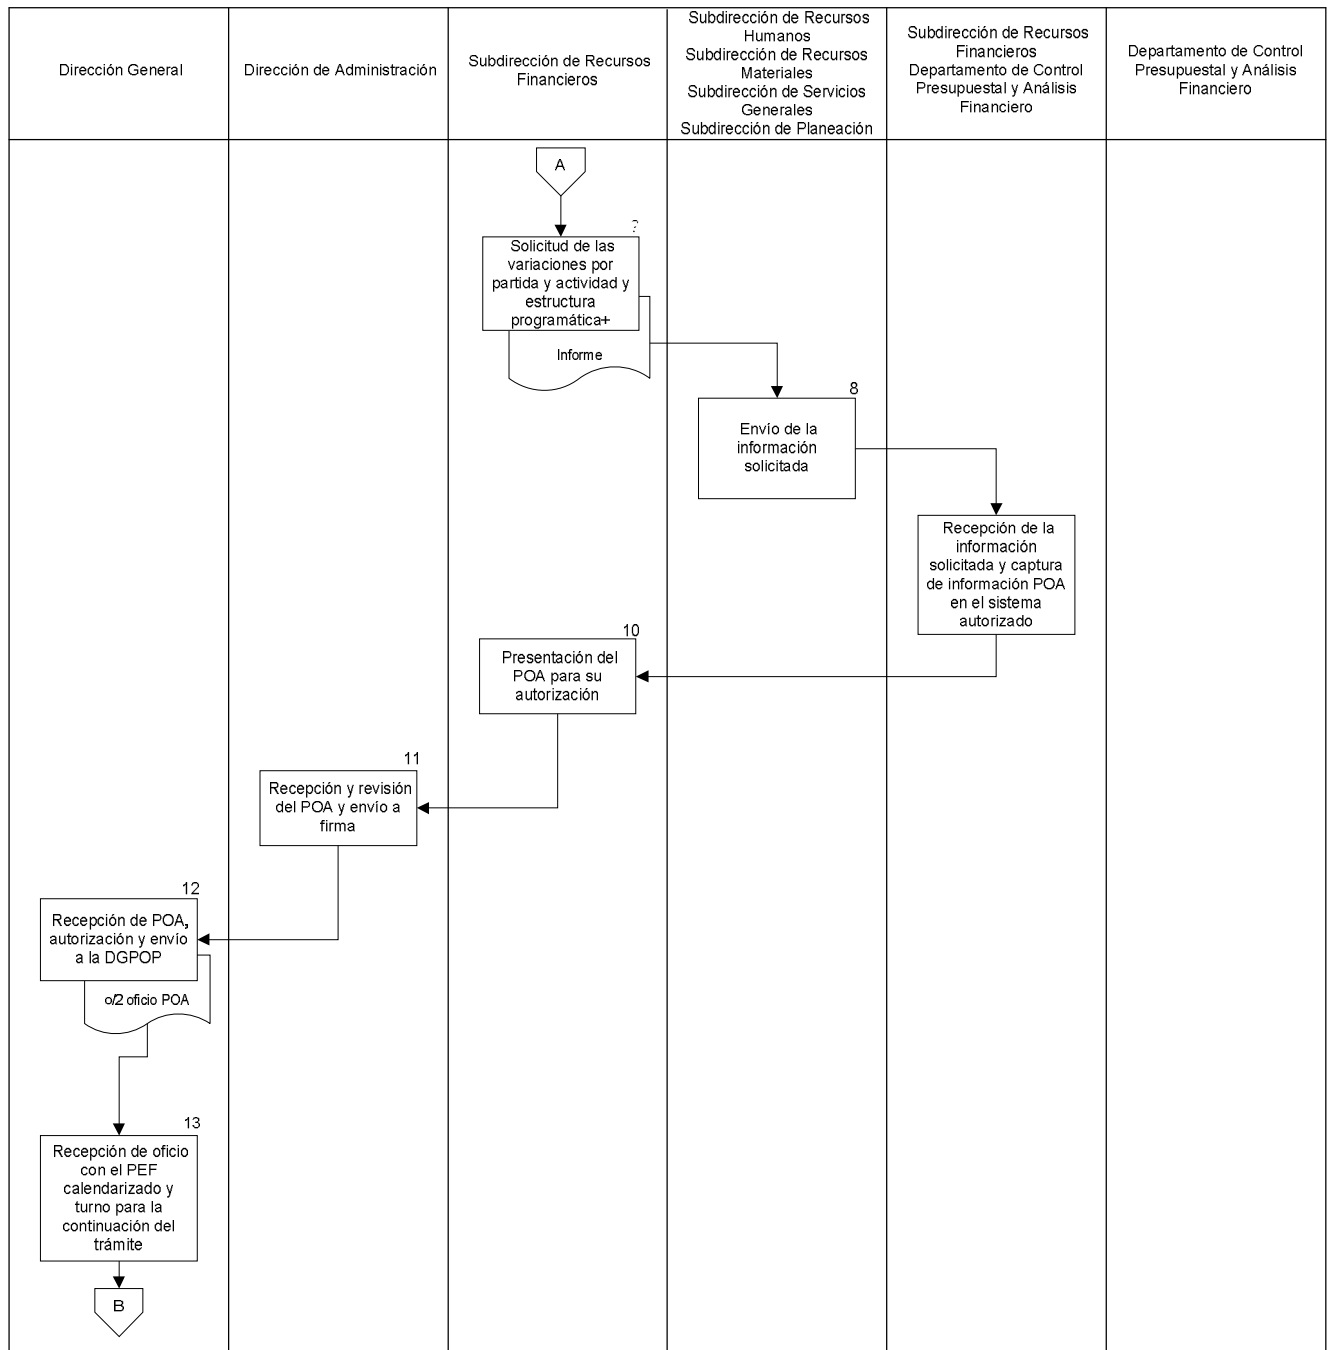 Dirección General
Dirección de Administración
Subdirección de Recursos
Financieros
Subdirección de Recursos
Humanos
Subdirección de Recursos
Materiales
Subdirección de Servicios
Generales
Subdirección de Planeación
Subdirección de Recursos
Financieros
Departamento de Control
Presupuestal y Análisis
Financiero
Departamento de Control
Presupuestal y Análisis
Financiero
A
Solicitud de las
variaciones por
partida y actividad y
estructura
programática+
Informe
8
Envío de la
información
solicitada
Recepción de la
información
solicitada y captura
de información POA
en el sistema
autorizado
10
Presentación del
POA para su
autorización
11
Recepción y revisión
del POA y envío a
firma
12
Recepción de POA,
autorización y envío
a la DGPOP
o/2 oficio POA
13
Recepción de oficio
con el PEF
calendarizado y
turno para la
continuación del
trámite
B